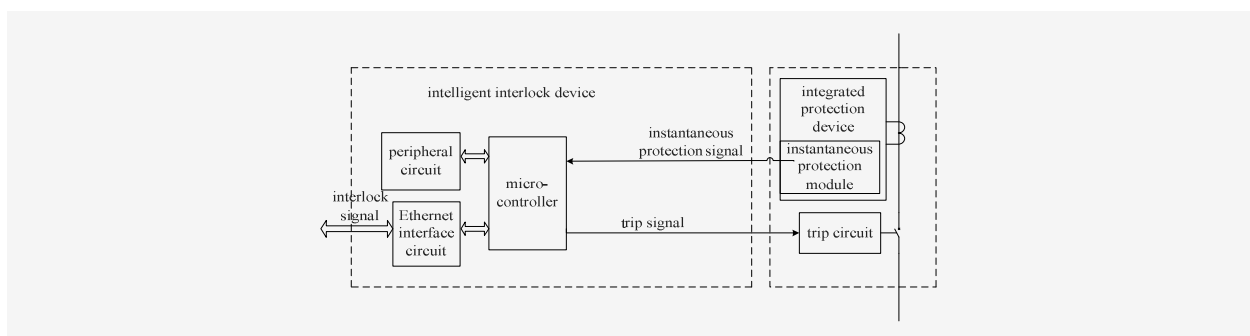 intelligent interlock device
integrated
protection
device
instantaneous
protection signal
instantaneous
protection
module
peripheral
circuit
micro-
controller
interlock
signal
Ethernet
interface
circuit
trip signal
trip circuit